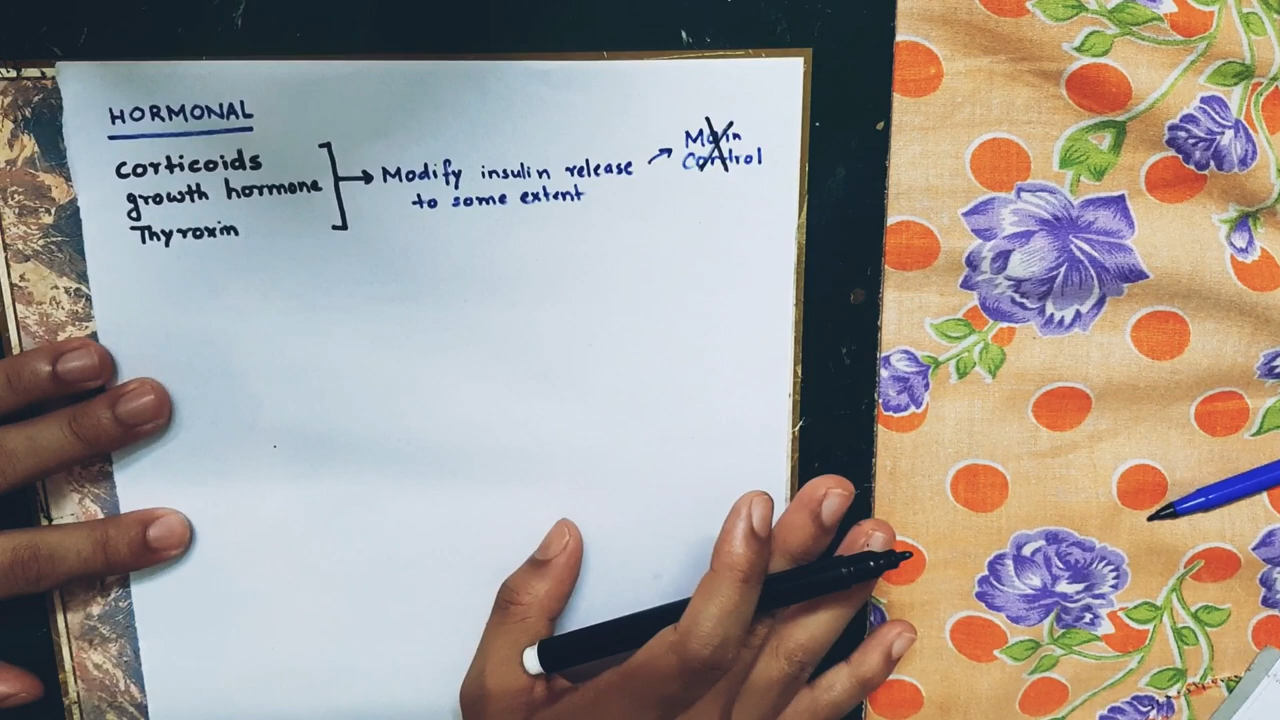 HORMONAL
Corticoids
growth hormone
Thyroxin
Modify insulin release
to some extent
Main
Control